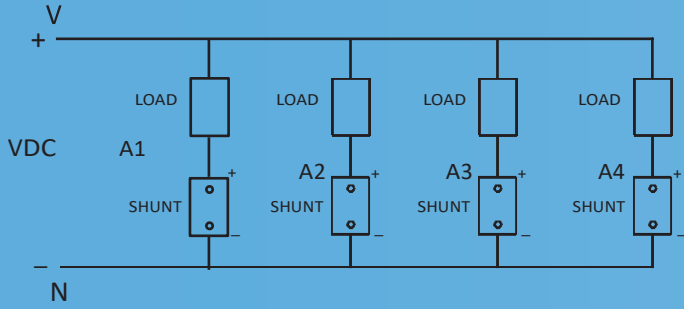 V
+
LOAD LOAD LOAD LOAD
VDC A1
A2 A3 A4
+ + + +
SHUNT SHUNT SHUNT SHUNT
– – – –
–
N